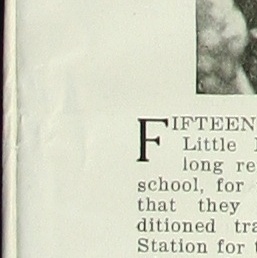 FIFTEEN
Little
long re
school, for
that they
ditioned tra
Station for